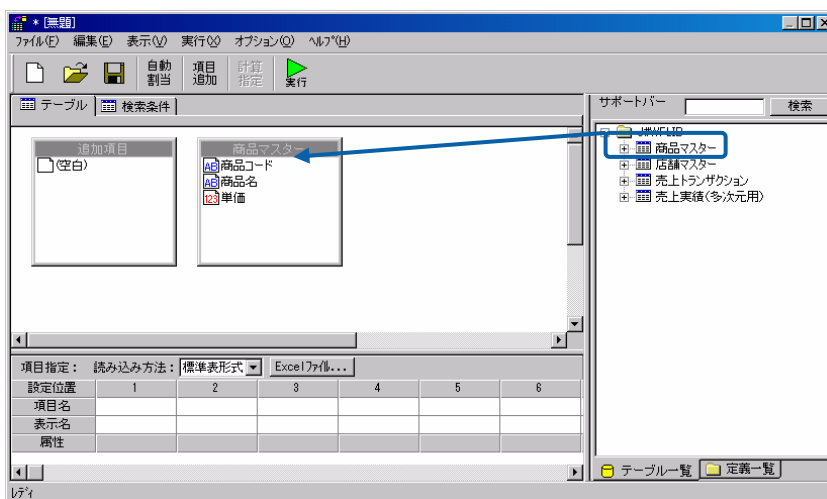 * [無題]
ファイル(F) 編集(E) 表示(V) 実行(X) オプション(O) ヘルプ(H)
自動割当 項目追加 計算指定 実行
テーブル 検索条件
サポートバー 検索
追加項目
(空白)
商品マスター
商品コード
商品名
単価
商品マスター
店舗マスター
売上トランザクション
売上実績(多次元用)
項目指定： 読み込み方法： 標準表形式 Excelファイル...
設定位置 1 2 3 4 5 6
項目名
表示名
属性
テーブル一覧 定義一覧
レディ